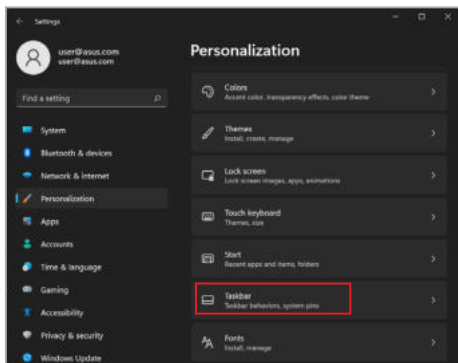 Settings
user@asus.com
user@asus.com
Find a setting
System
Bluetooth & devices
Network & internet
Personalization
Apps
Accounts
Time & language
Gaming
Accessibility
Privacy & security
Windows Update
Personalization
Colors
Accent color, transparency effects, color theme
Themes
Install, create, manage
Lock screen
Lock screen images, apps, animations
Touch keyboard
Themes, size
Start
Recent apps and items, folders
Taskbar
Taskbar behaviors, system pins
Fonts
Install, manage